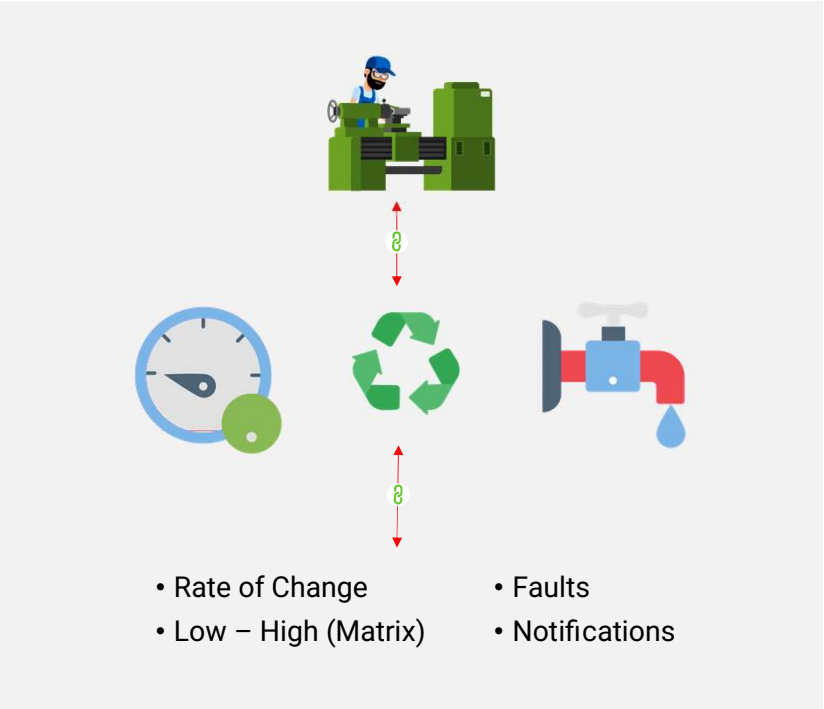 • Rate of Change
• Low – High (Matrix)
• Faults
• Notifications